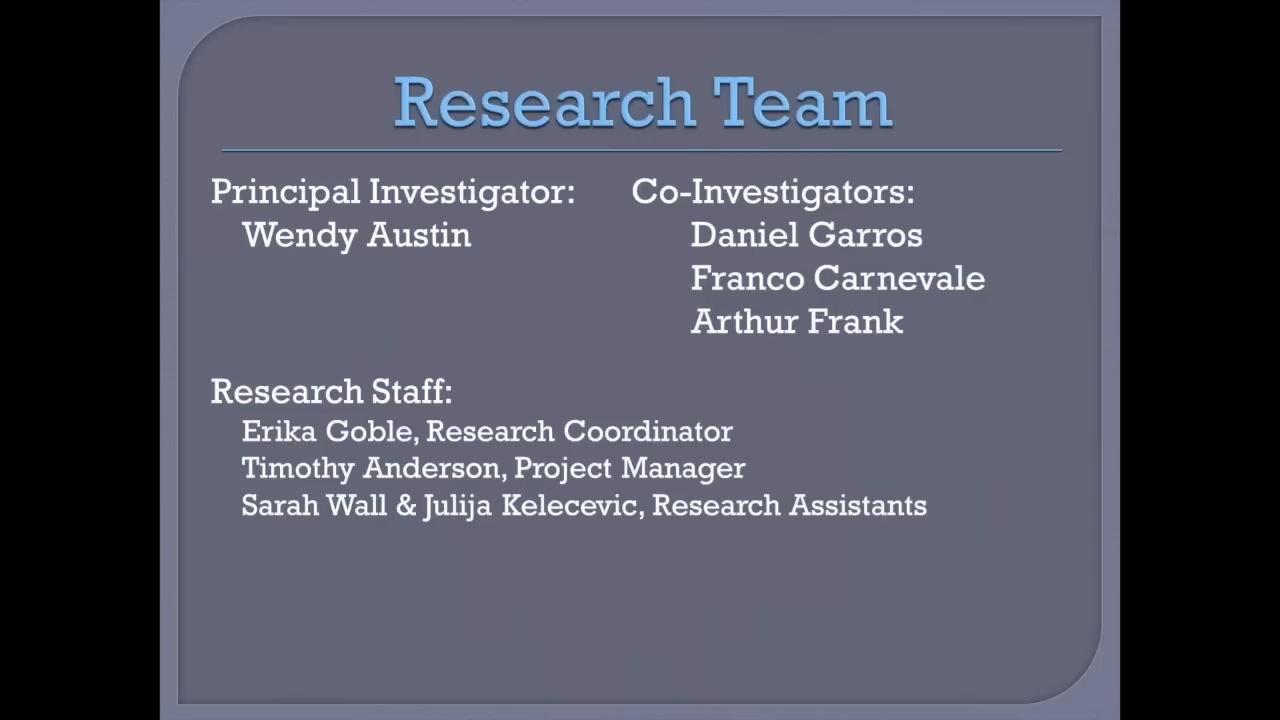 Research Team
Principal Investigator:
Wendy Austin
Co-Investigators:
Daniel Garros
Franco Carnevale
Arthur Frank
Research Staff:
Erika Goble, Research Coordinator
Timothy Anderson, Project Manager
Sarah Wall & Julija Kelecevic, Research Assistants